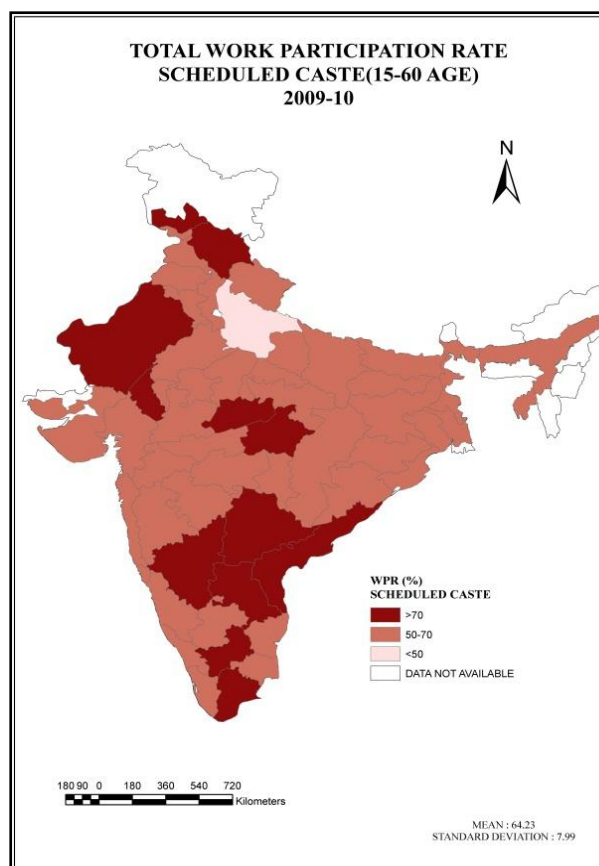 TOTAL WORK PARTICIPATION RATE
SCHEDULED CASTE(15-60 AGE)
2009-10
N
WPR (%)
SCHEDULED CASTE
>70
50-70
<50
DATA NOT AVAILABLE
180 90 0 180 360 540 720
Kilometers
MEAN : 64.23
STANDARD DEVIATION : 7.99